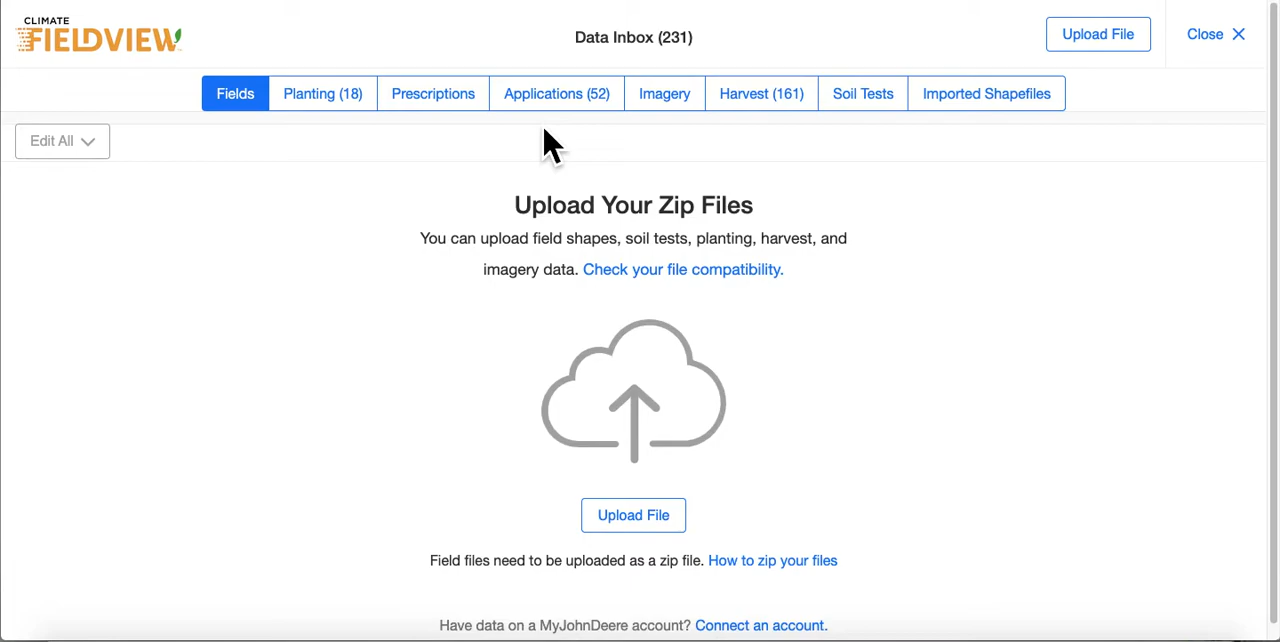 CLIMATE
FIELDVIEW
Data Inbox (231)
Upload File
Close
Fields
Planting (18)
Prescriptions
Applications (52)
Imagery
Harvest (161)
Soil Tests
Imported Shapefiles
Edit All
Upload Your Zip Files
You can upload field shapes, soil tests, planting, harvest, and
imagery data. Check your file compatibility.
Upload File
Field files need to be uploaded as a zip file. How to zip your files
Have data on a MyJohnDeere account? Connect an account.